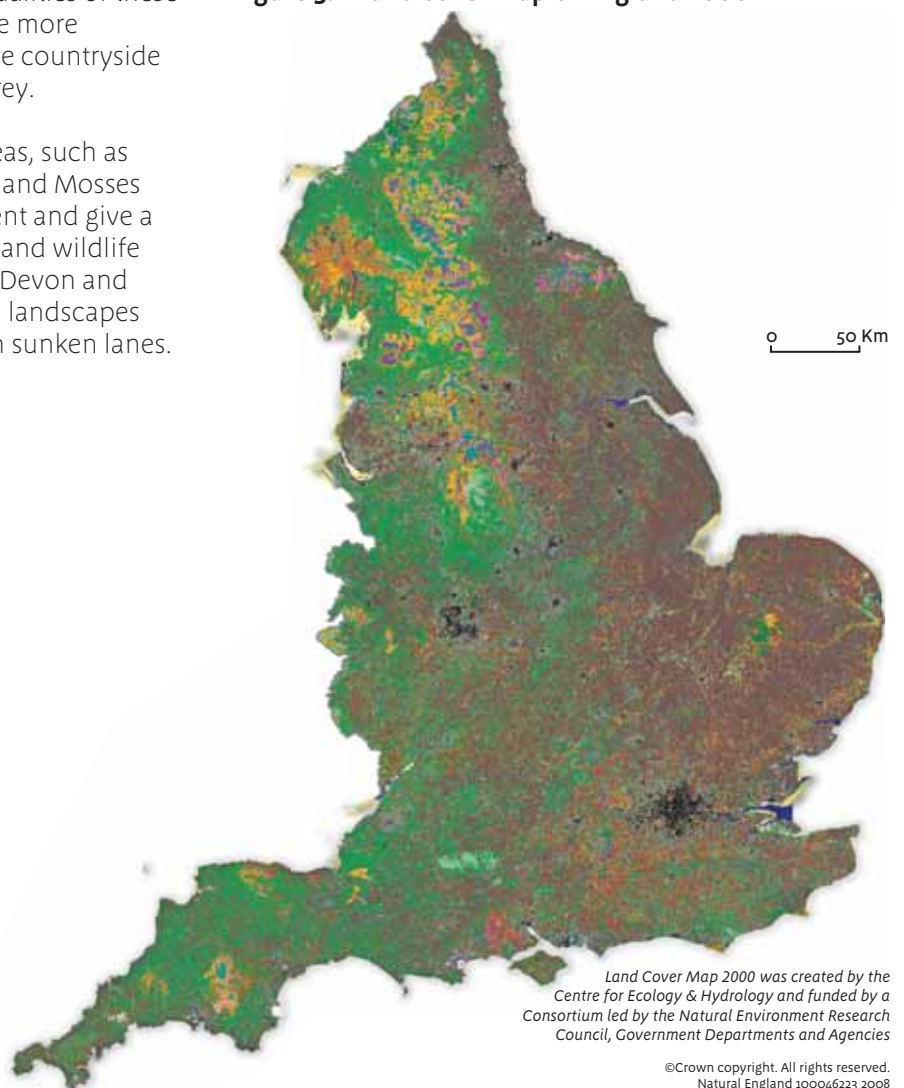 e more
e countryside
ey.
eas, such as
and Mosses
ent and give a
and wildlife
Devon and
landscapes
n sunken lanes.
0 50 Km
Land Cover Map 2000 was created by the
Centre for Ecology & Hydrology and funded by a
Consortium led by the Natural Environment Research
Council, Government Departments and Agencies
©Crown copyright. All rights reserved.
Natural England 100046223 2008